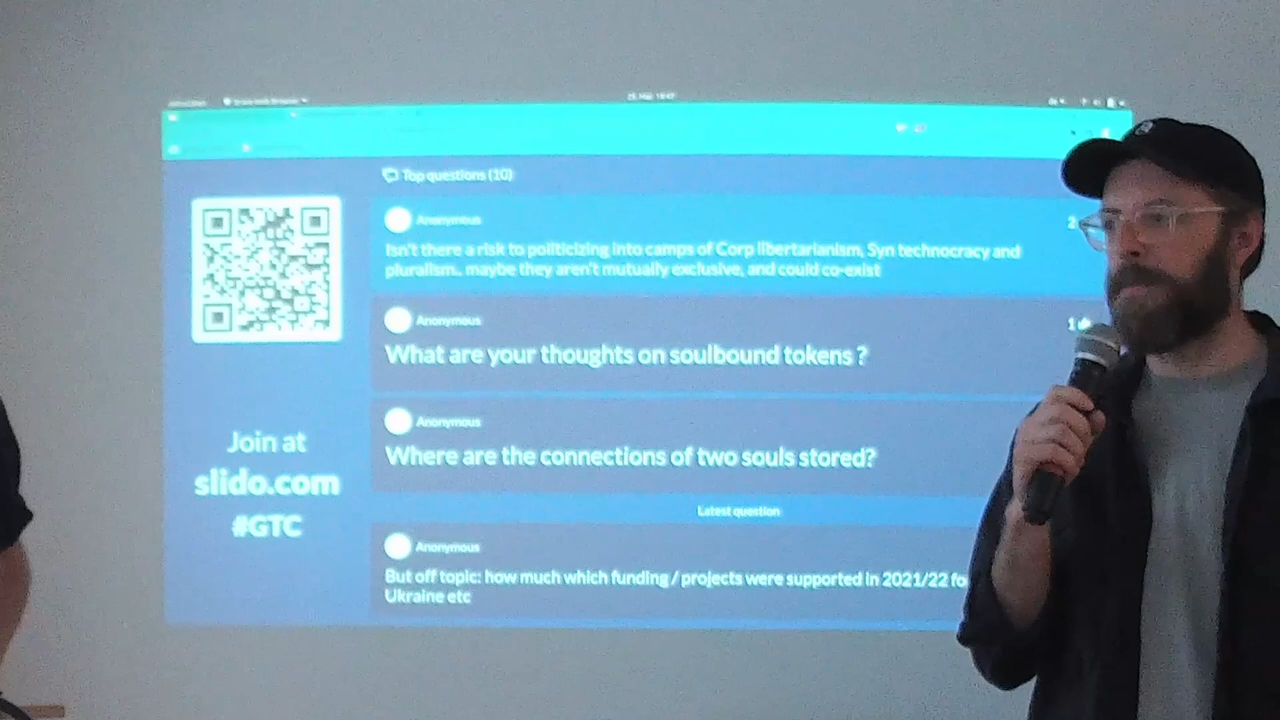 Top questions (10)
Anonymous
2
Isn't there a risk to politicizing into camps of Corp libertarianism, Syn technocracy and
pluralism.. maybe they aren't mutually exclusive, and could co-exist
Anonymous
1
What are your thoughts on soulbound tokens ?
Anonymous
Where are the connections of two souls stored?
Latest question
Anonymous
But off topic: how much which funding / projects were supported in 2021/22 fo
Ukraine etc
Join at
slido.com
#GTC